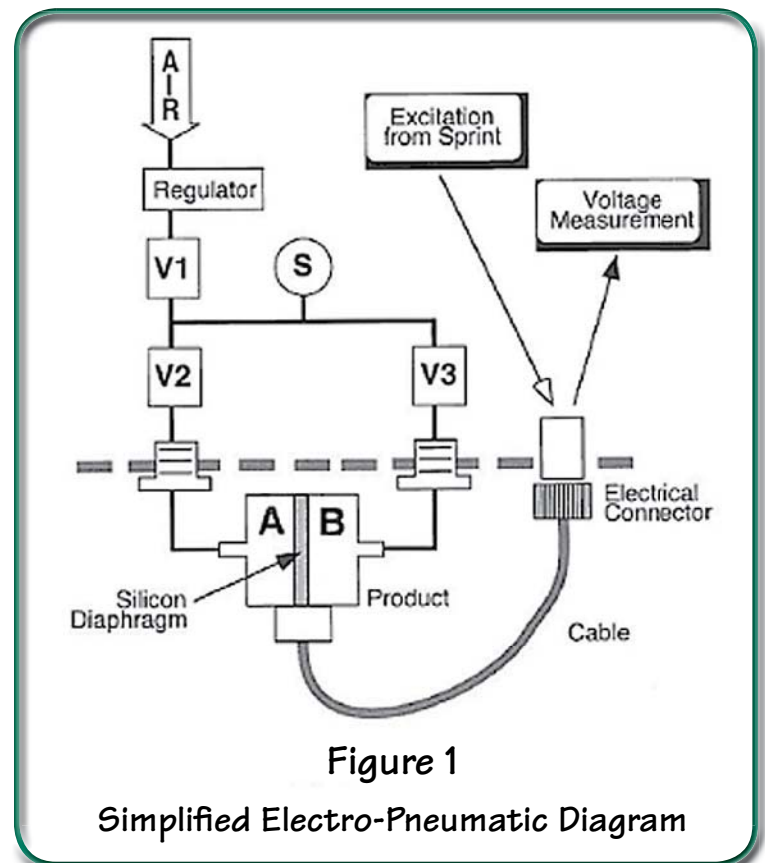 AIR
Regulator
V1
S
V2
V3
Excitation
from Sprint
Voltage
Measurement
A B
Silicon
Diaphragm
Product
Electrical
Connector
Cable
Figure 1
Simplified Electro-Pneumatic Diagram